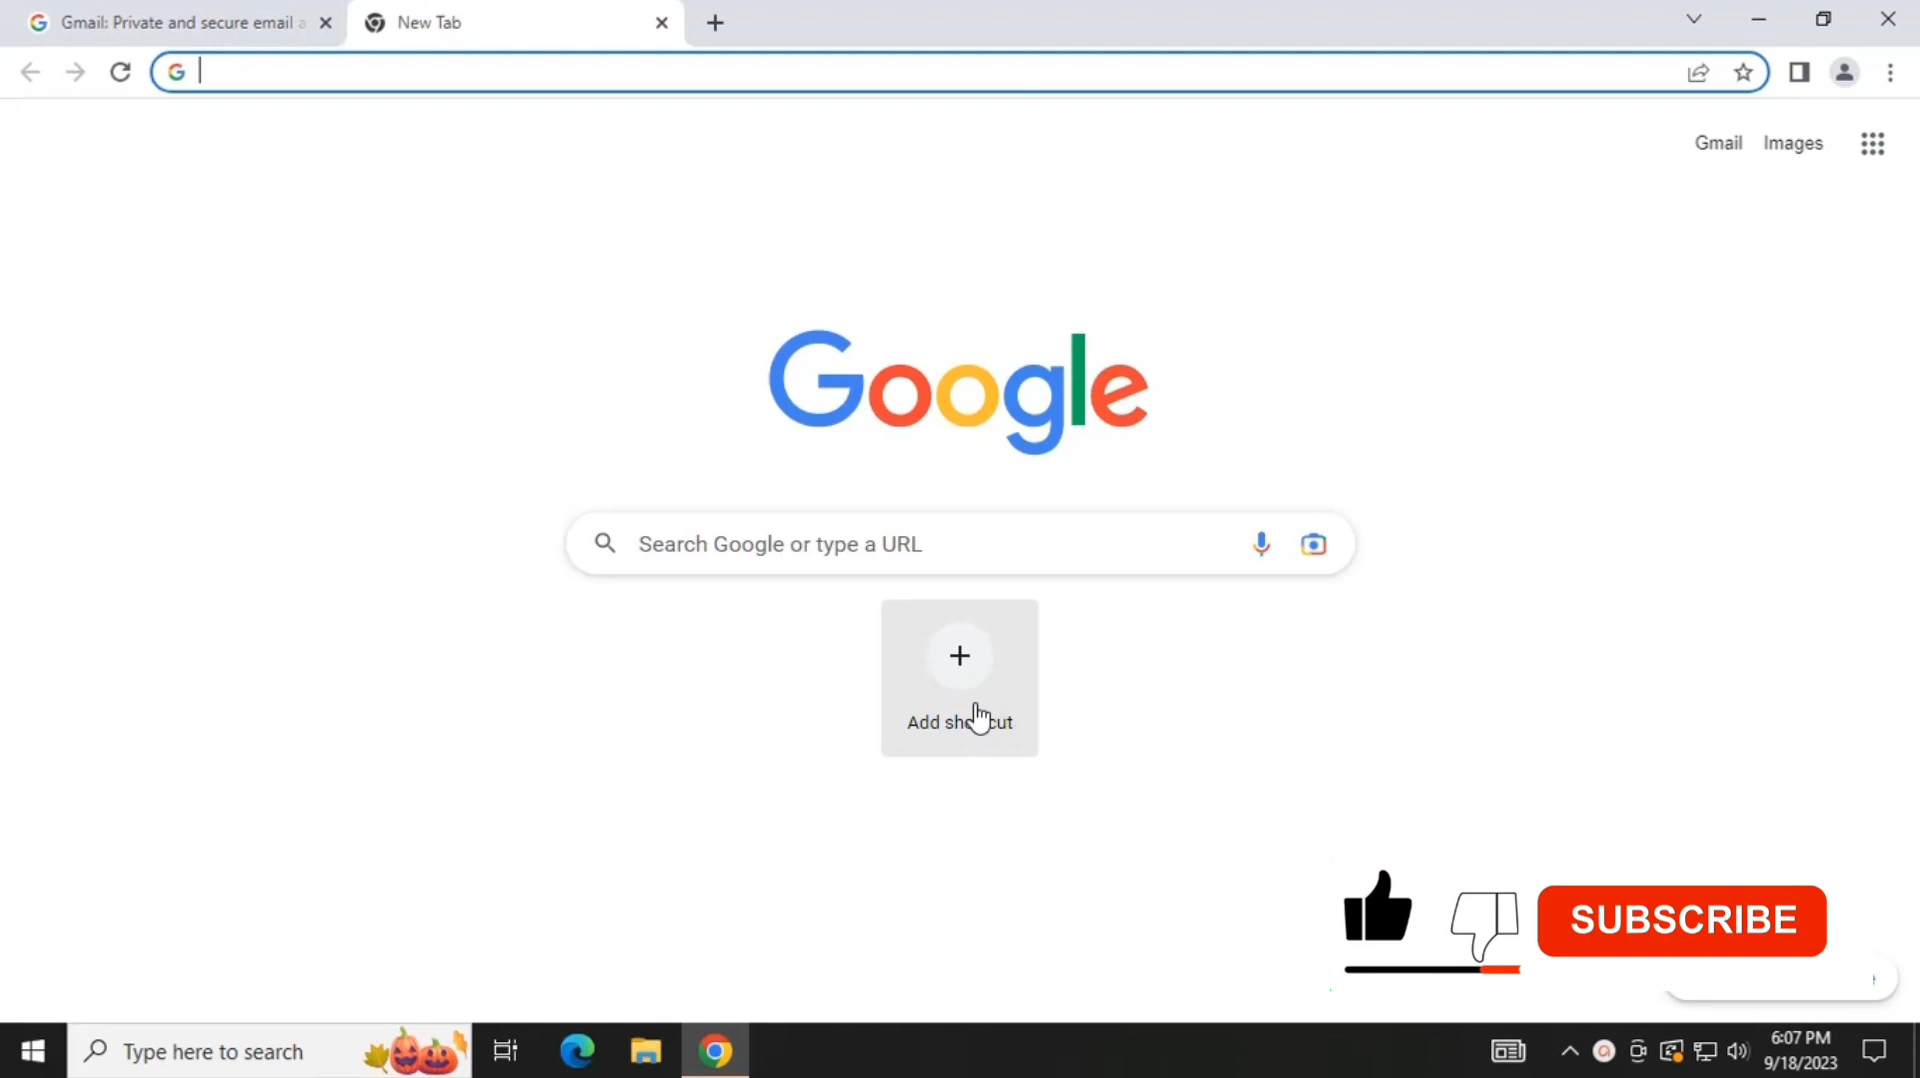 Gmail: Private and secure email a
New Tab
Gmail
Images
Google
Search Google or type a URL
Add sho cut
SUBSCRIBE
Type here to search
6:07 PM
9/18/2023